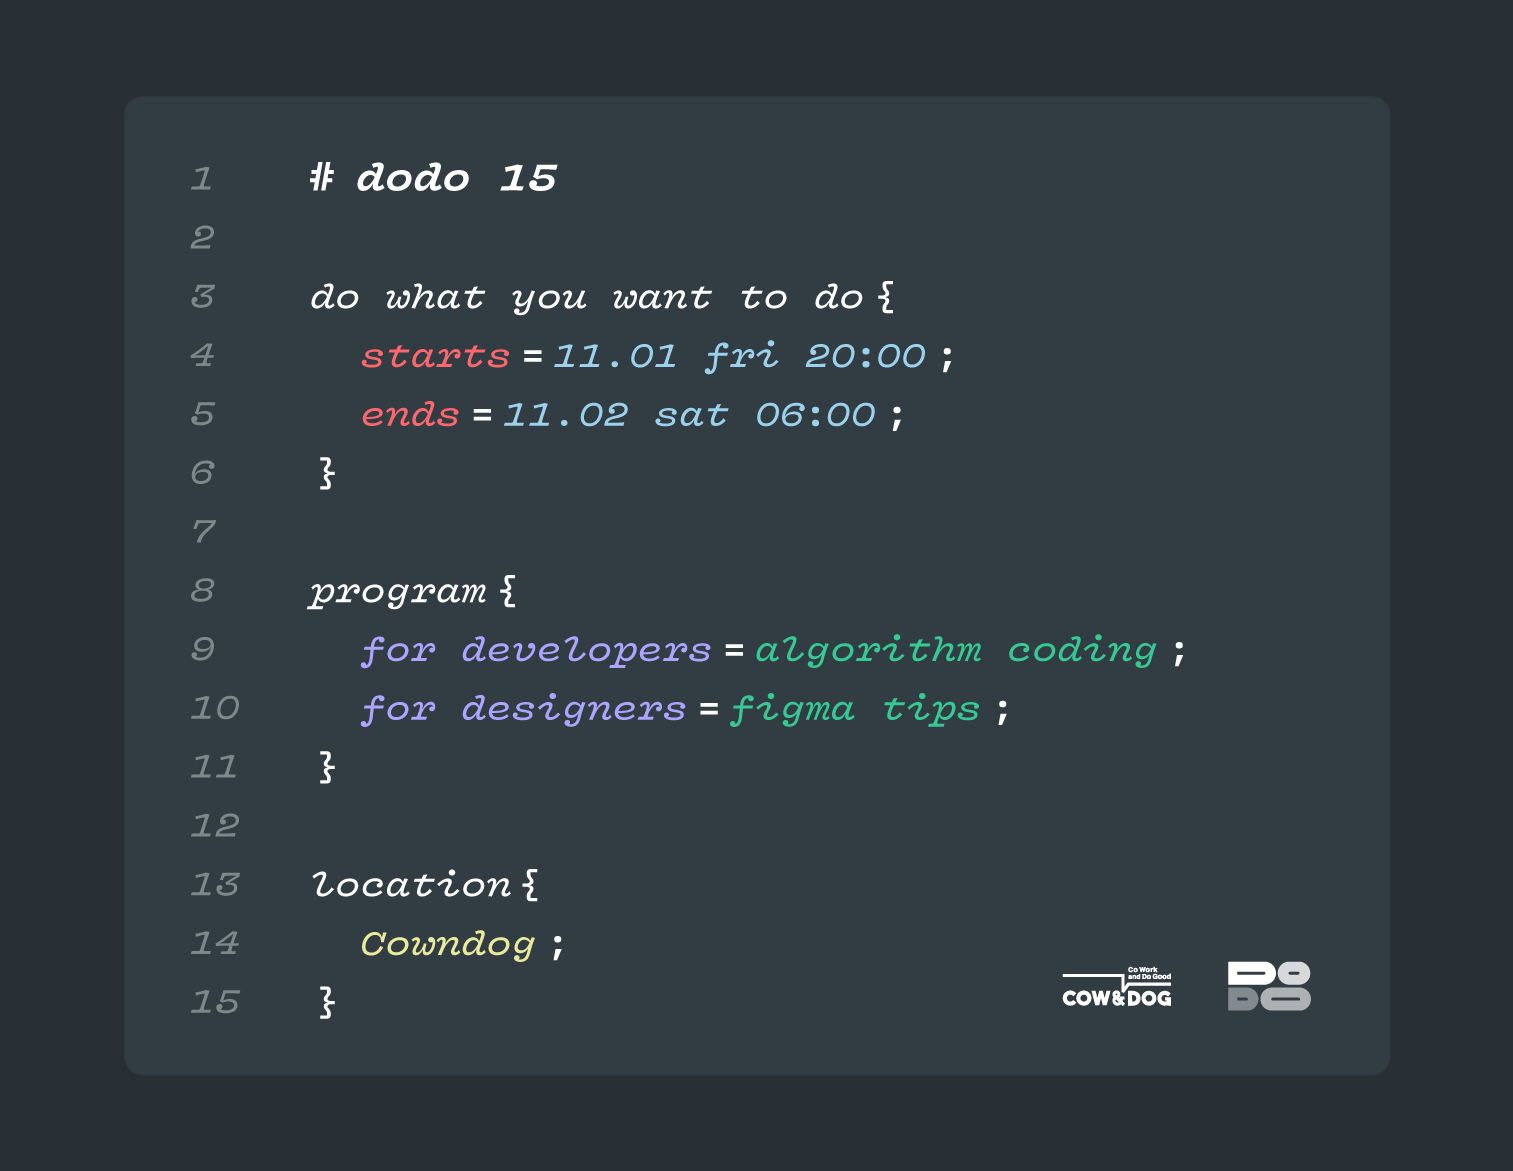 1 # dodo 15
2
3 do what you want to do {
4 starts = 11.01 fri 20:00 ;
5 ends = 11.02 sat 06:00 ;
6 }
7
8 program {
9 for developers = algorithm coding ;
10 for designers = figma tips ;
11 }
12
13 location {
14 Cowndog ;
15 }
Co Work
and Do Good
COW&DOG
DO
DO